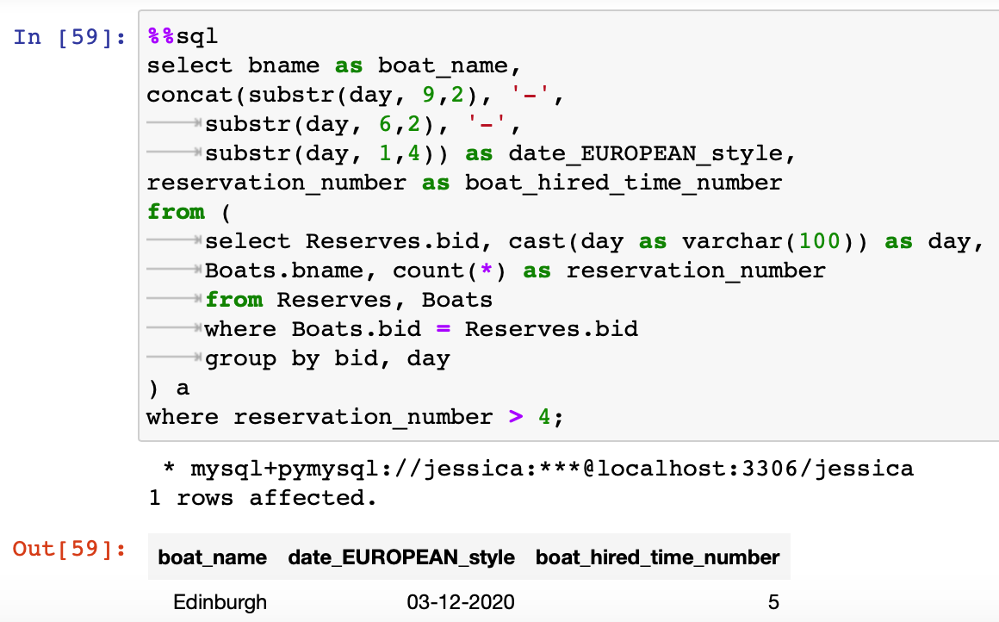 In [59]: %%sql
select bname as boat_name,
concat(substr(day, 9,2), '-',
substr(day, 6,2), '-',
substr(day, 1,4)) as date_EUROPEAN_style,
reservation_number as boat_hired_time_number
from (
select Reserves.bid, cast(day as varchar(100)) as day,
Boats.bname, count(*) as reservation_number
from Reserves, Boats
where Boats.bid = Reserves.bid
group by bid, day
) a
where reservation_number > 4;
* mysql+pymysql://jessica:***@localhost:3306/jessica
1 rows affected.
Out[59]: boat_name date_EUROPEAN_style boat_hired_time_number
Edinburgh 03-12-2020 5